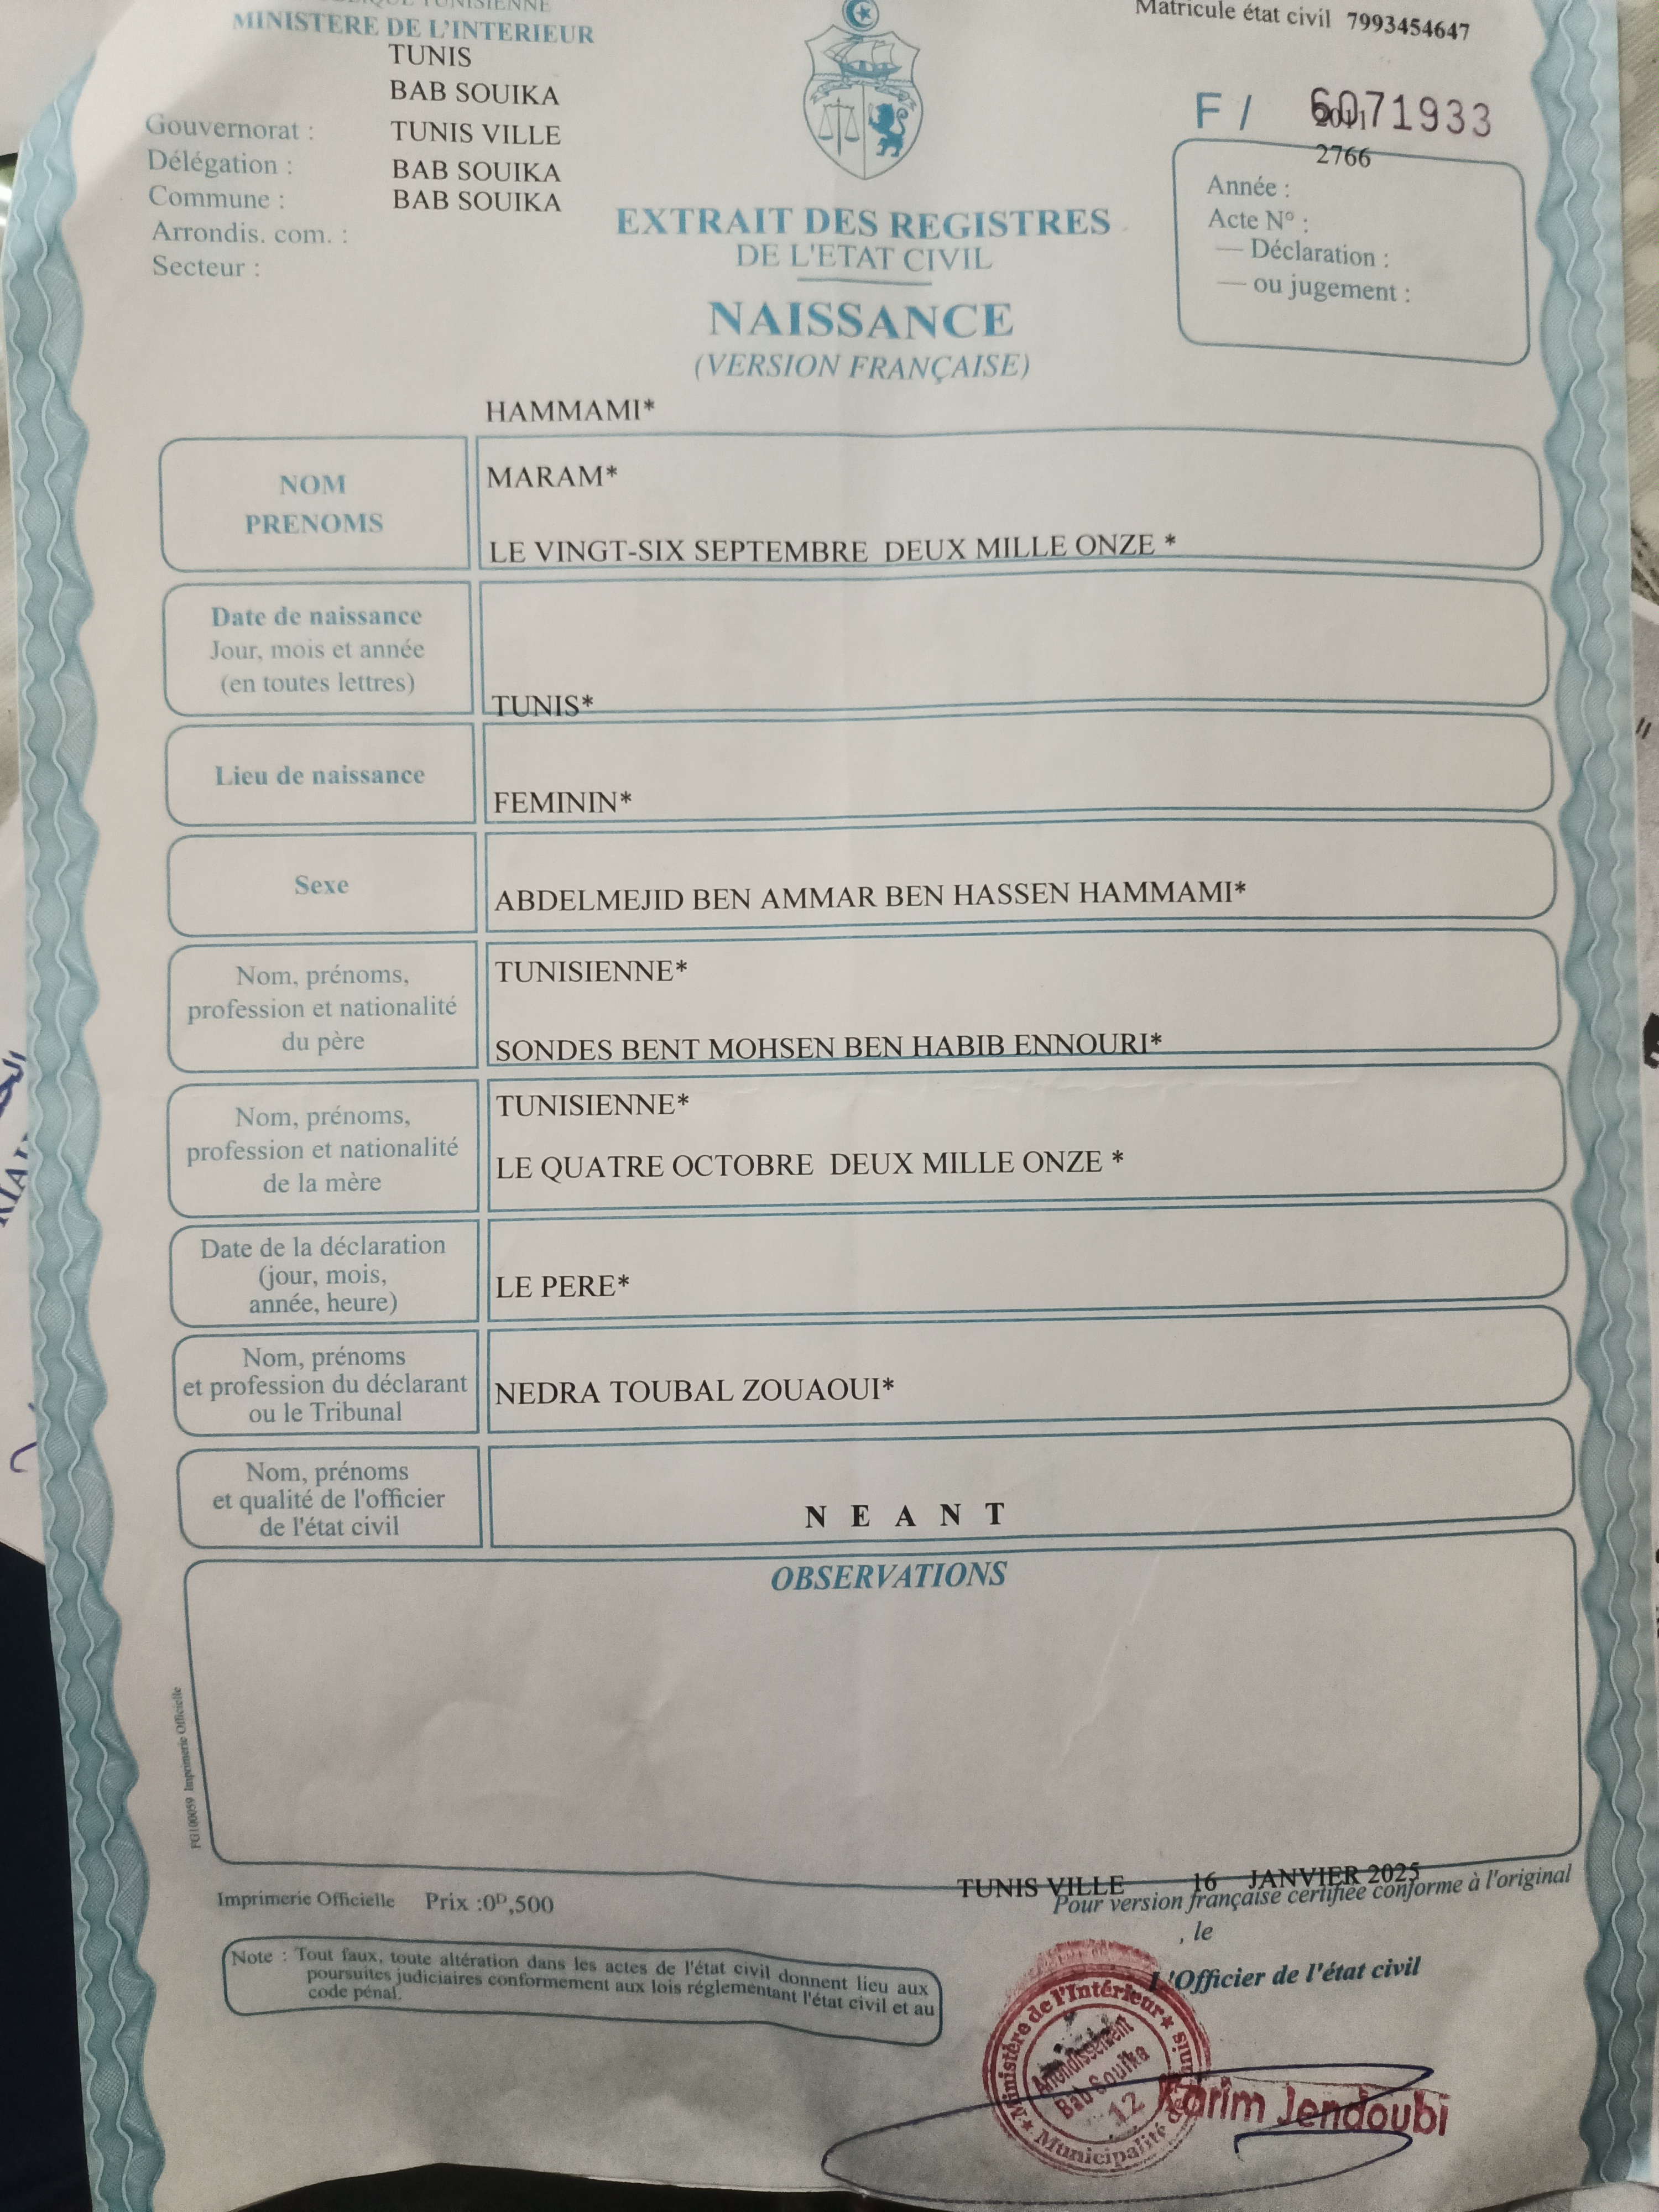 TUNISIENNE
MINISTERE DE L'INTERIEUR
TUNIS
BAB SOUIKA
Gouvernorat : TUNIS VILLE
Délégation : BAB SOUIKA
Commune : BAB SOUIKA
Arrondis. com. :
Secteur :
Matricule état civil 7993454647
F / 6071933
2011
2766
Année :
Acte N° :
— Déclaration :
— ou jugement :
EXTRAIT DES REGISTRES
DE L'ETAT CIVIL
NAISSANCE
(VERSION FRANÇAISE)
HAMMAMI*
NOM
PRENOMS
MARAM*
LE VINGT-SIX SEPTEMBRE DEUX MILLE ONZE *
Date de naissance
Jour, mois et année
(en toutes lettres)
TUNIS*
Lieu de naissance
FEMININ*
Sexe
ABDELMEJID BEN AMMAR BEN HASSEN HAMMAMI*
Nom, prénoms,
profession et nationalité
du père
TUNISIENNE*
SONDES BENT MOHSEN BEN HABIB ENNOURI*
Nom, prénoms,
profession et nationalité
de la mère
TUNISIENNE*
LE QUATRE OCTOBRE DEUX MILLE ONZE *
Date de la déclaration
(jour, mois,
année, heure)
LE PERE*
Nom, prénoms
et profession du déclarant
ou le Tribunal
NEDRA TOUBAL ZOUAOUI*
Nom, prénoms
et qualité de l'officier
de l'état civil
N E A N T
OBSERVATIONS
FG100059 Imprimerie Officielle
TUNIS VILLE 16 JANVIER 2025
Imprimerie Officielle Prix :0ᴰ,500
Pour version française certifiée conforme à l'original
, le
L'Officier de l'état civil
Note : Tout faux, toute altération dans les actes de l'état civil donnent lieu aux
poursuites judiciaires conformement aux lois réglementant l'état civil et au
code pénal.
Ministère de l'Intérieur
Municipalité de Tunis
Arrondissement
Bab Souika
12
Karim Jendoubi